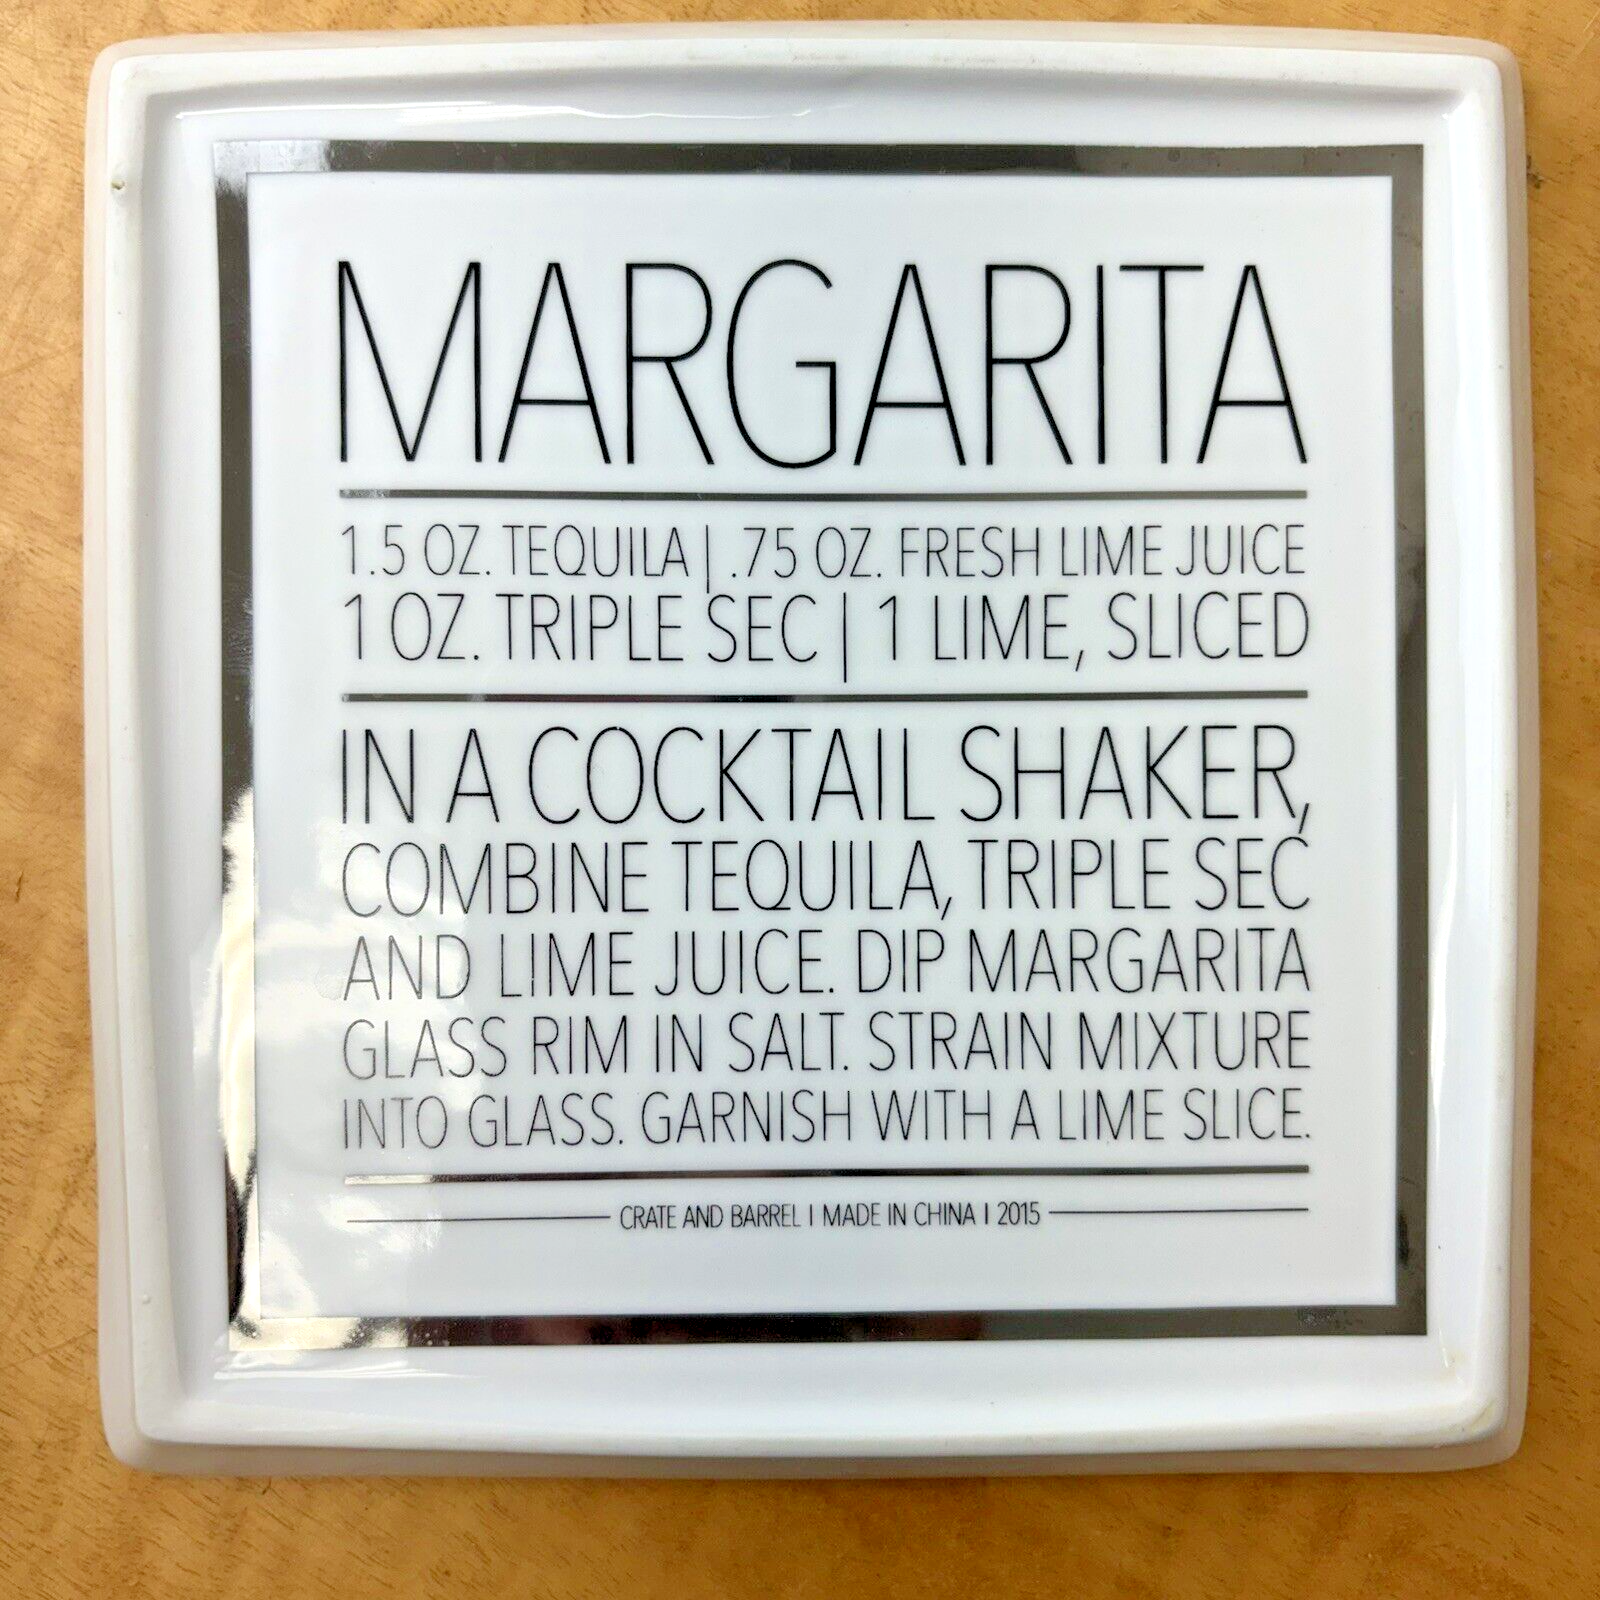 MARGARITA
1.5 OZ. TEQUILA | .75 OZ. FRESH LIME JUICE
1 OZ. TRIPLE SEC | 1 LIME, SLICED
IN A COCKTAIL SHAKER,
COMBINE TEQUILA, TRIPLE SEC
AND LIME JUICE. DIP MARGARITA
GLASS RIM IN SALT. STRAIN MIXTURE
INTO GLASS. GARNISH WITH A LIME SLICE.
CRATE AND BARREL | MADE IN CHINA | 2015